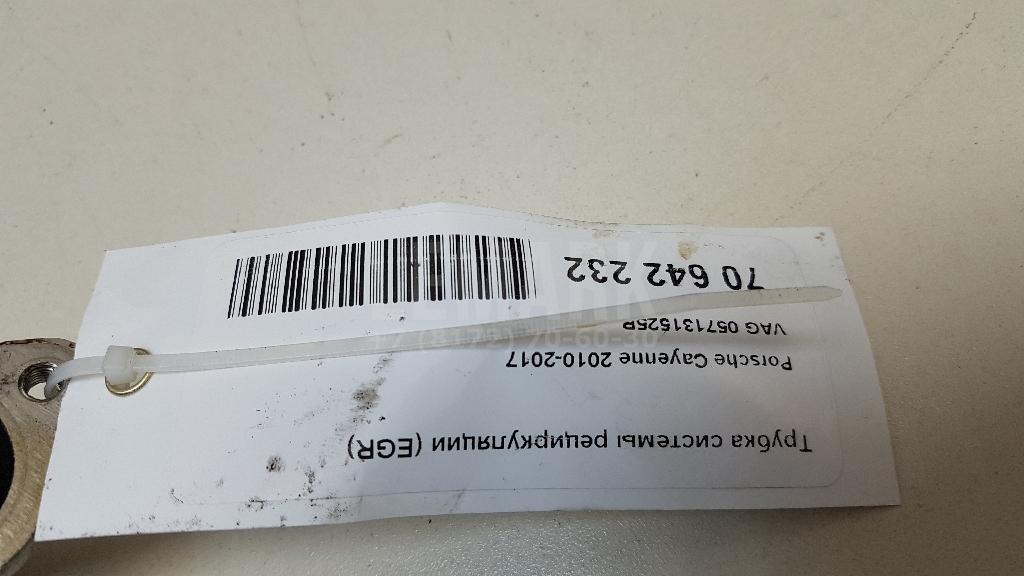 Трубка системы рециркуляции (EGR)
Porsche Cayenne 2010-2017
VAG 057131525P
70 642 232